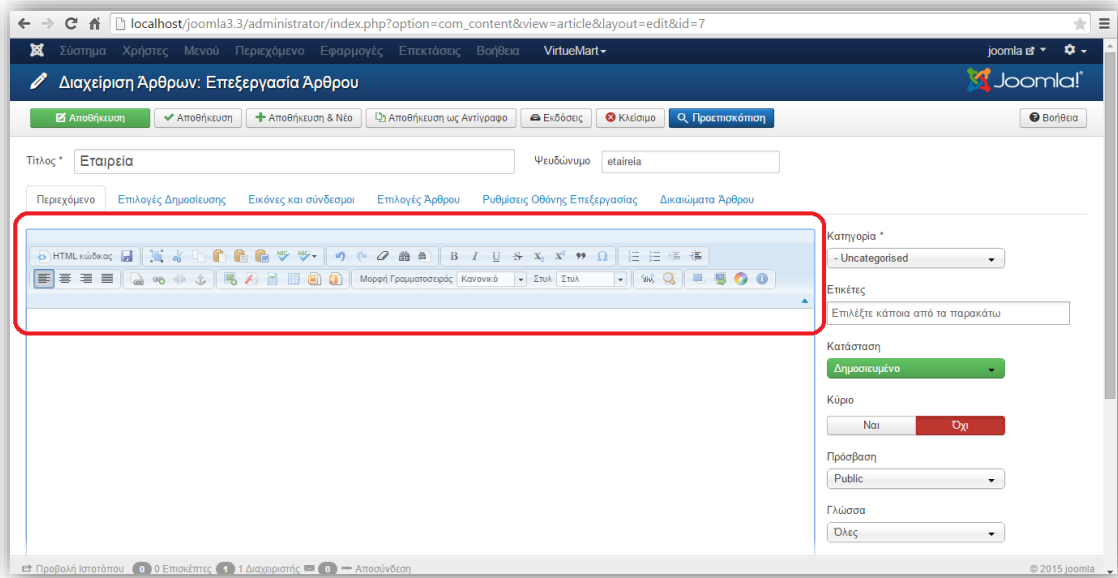 localhost/joomla3.3/administrator/index.php?option=com_content&view=article&layout=edit&id=7
Σύστημα Χρήστες Μενού Περιεχόμενο Εφαρμογές Επεκτάσεις Βοήθεια VirtueMart joomla
Διαχείριση Άρθρων: Επεξεργασία Άρθρου Joomla!
Αποθήκευση Αποθήκευση Αποθήκευση & Νέο Αποθήκευση ως Αντίγραφο Εκδόσεις Κλείσιμο Προεπισκόπιση Βοήθεια
Τίτλος * Εταιρεία Ψευδώνυμο etaireia
Περιεχόμενο Επιλογές Δημοσίευσης Εικόνες και σύνδεσμοι Επιλογές Άρθρου Ρυθμίσεις Οθόνης Επεξεργασίας Δικαιώματα Άρθρου
Κατηγορία *
HTML κώδικας
- Uncategorised
Μορφή Γραμματοσειράς Κανονικό Στυλ Στυλ
Ετικέτες
Επιλέξτε κάποια από τα παρακάτω
Κατάσταση
Δημοσιευμένο
Κύριο
Ναι Όχι
Πρόσβαση
Public
Γλώσσα
Όλες
Προβολή Ιστοτόπου 0 0 Επισκέπτες 1 1 Διαχειριστής 0 Αποσύνδεση © 2015 joomla